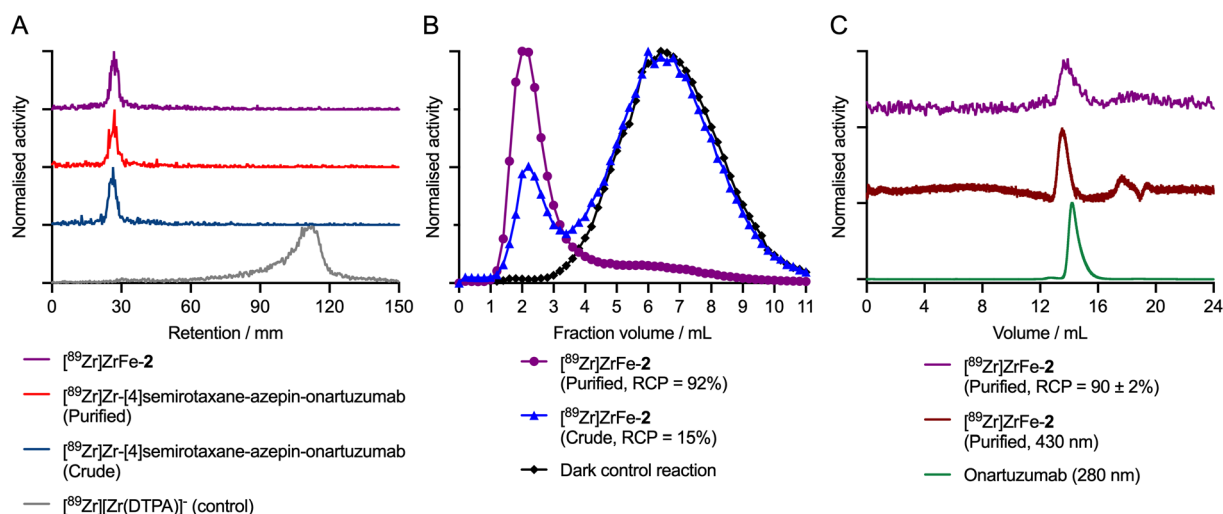 A
Normalised activity
0
30
60
90
120
150
Retention / mm
[⁸⁹Zr]ZrFe-2
[⁸⁹Zr]Zr-[4]semirotaxane-azepin-onartuzumab
(Purified)
[⁸⁹Zr]Zr-[4]semirotaxane-azepin-onartuzumab
(Crude)
[⁸⁹Zr][Zr(DTPA)]⁻ (control)
B
Normalised activity
0
1
2
3
4
5
6
7
8
9
10
11
Fraction volume / mL
[⁸⁹Zr]ZrFe-2
(Purified, RCP = 92%)
[⁸⁹Zr]ZrFe-2
(Crude, RCP = 15%)
Dark control reaction
C
Normalised activity
0
4
8
12
16
20
24
Volume / mL
[⁸⁹Zr]ZrFe-2
(Purified, RCP = 90 ± 2%)
[⁸⁹Zr]ZrFe-2
(Purified, 430 nm)
Onartuzumab (280 nm)